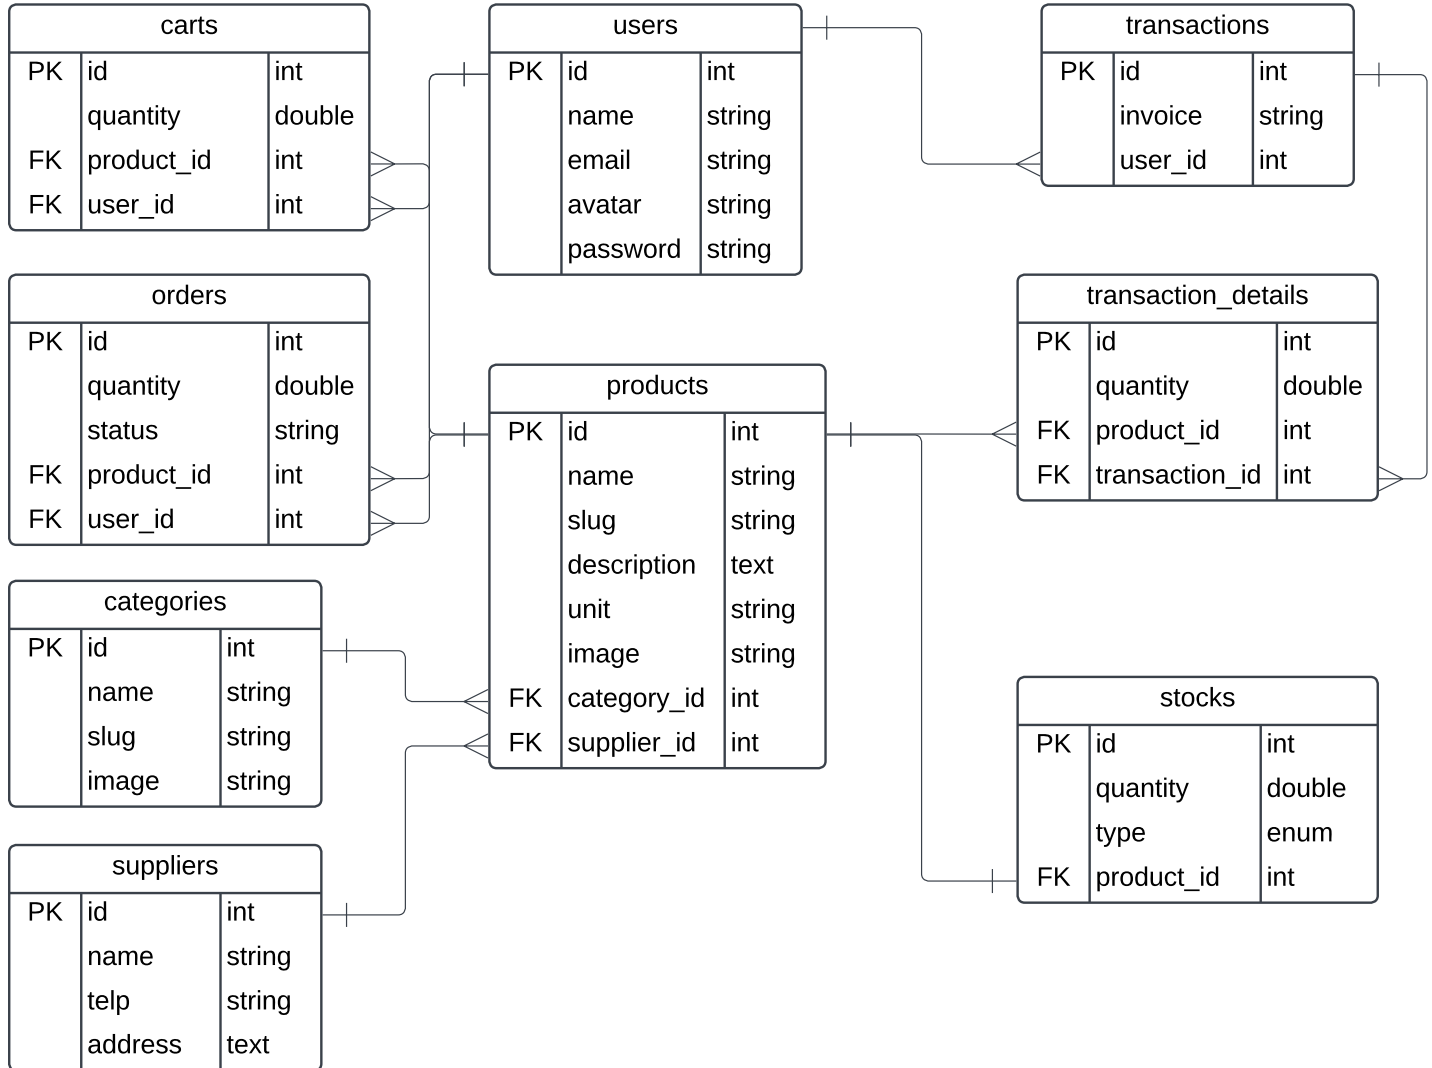 carts
PK id int
quantity double
FK product_id int
FK user_id int
users
PK id int
name string
email string
avatar string
password string
transactions
PK id int
invoice string
user_id int
orders
PK id int
quantity double
status string
FK product_id int
FK user_id int
products
PK id int
name string
slug string
description text
unit string
image string
FK category_id int
FK supplier_id int
transaction_details
PK id int
quantity double
FK product_id int
FK transaction_id int
categories
PK id int
name string
slug string
image string
stocks
PK id int
quantity double
type enum
FK product_id int
suppliers
PK id int
name string
telp string
address text